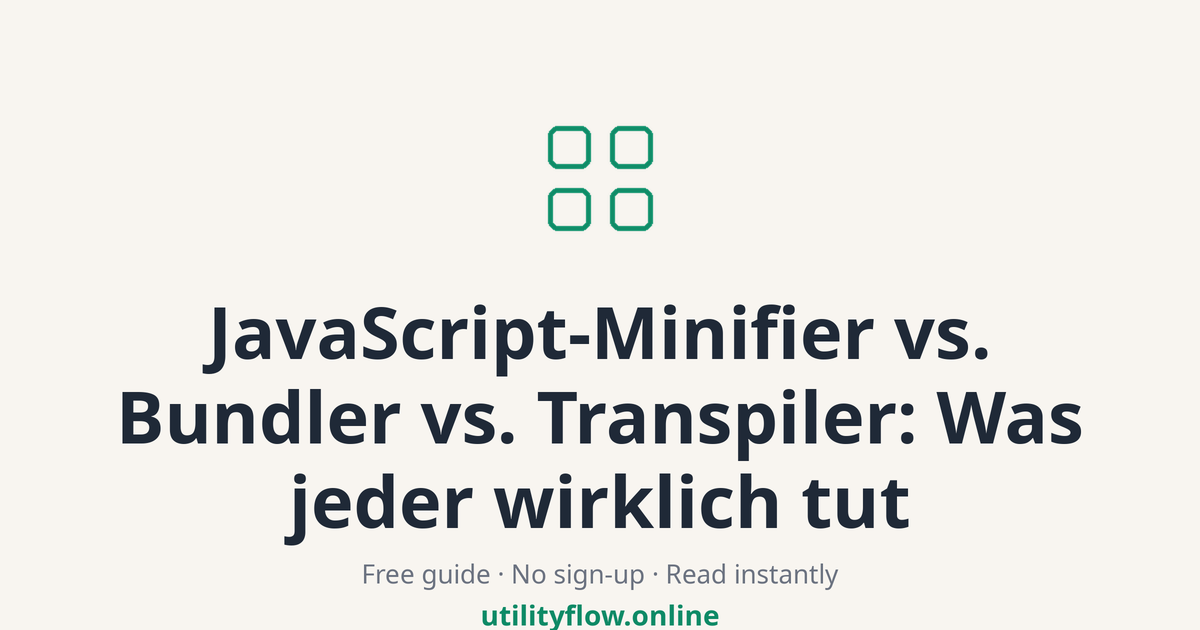 JavaScript-Minifier vs.
Bundler vs. Transpiler: Was
jeder wirklich tut
Free guide · No sign-up · Read instantly
utilityflow.online